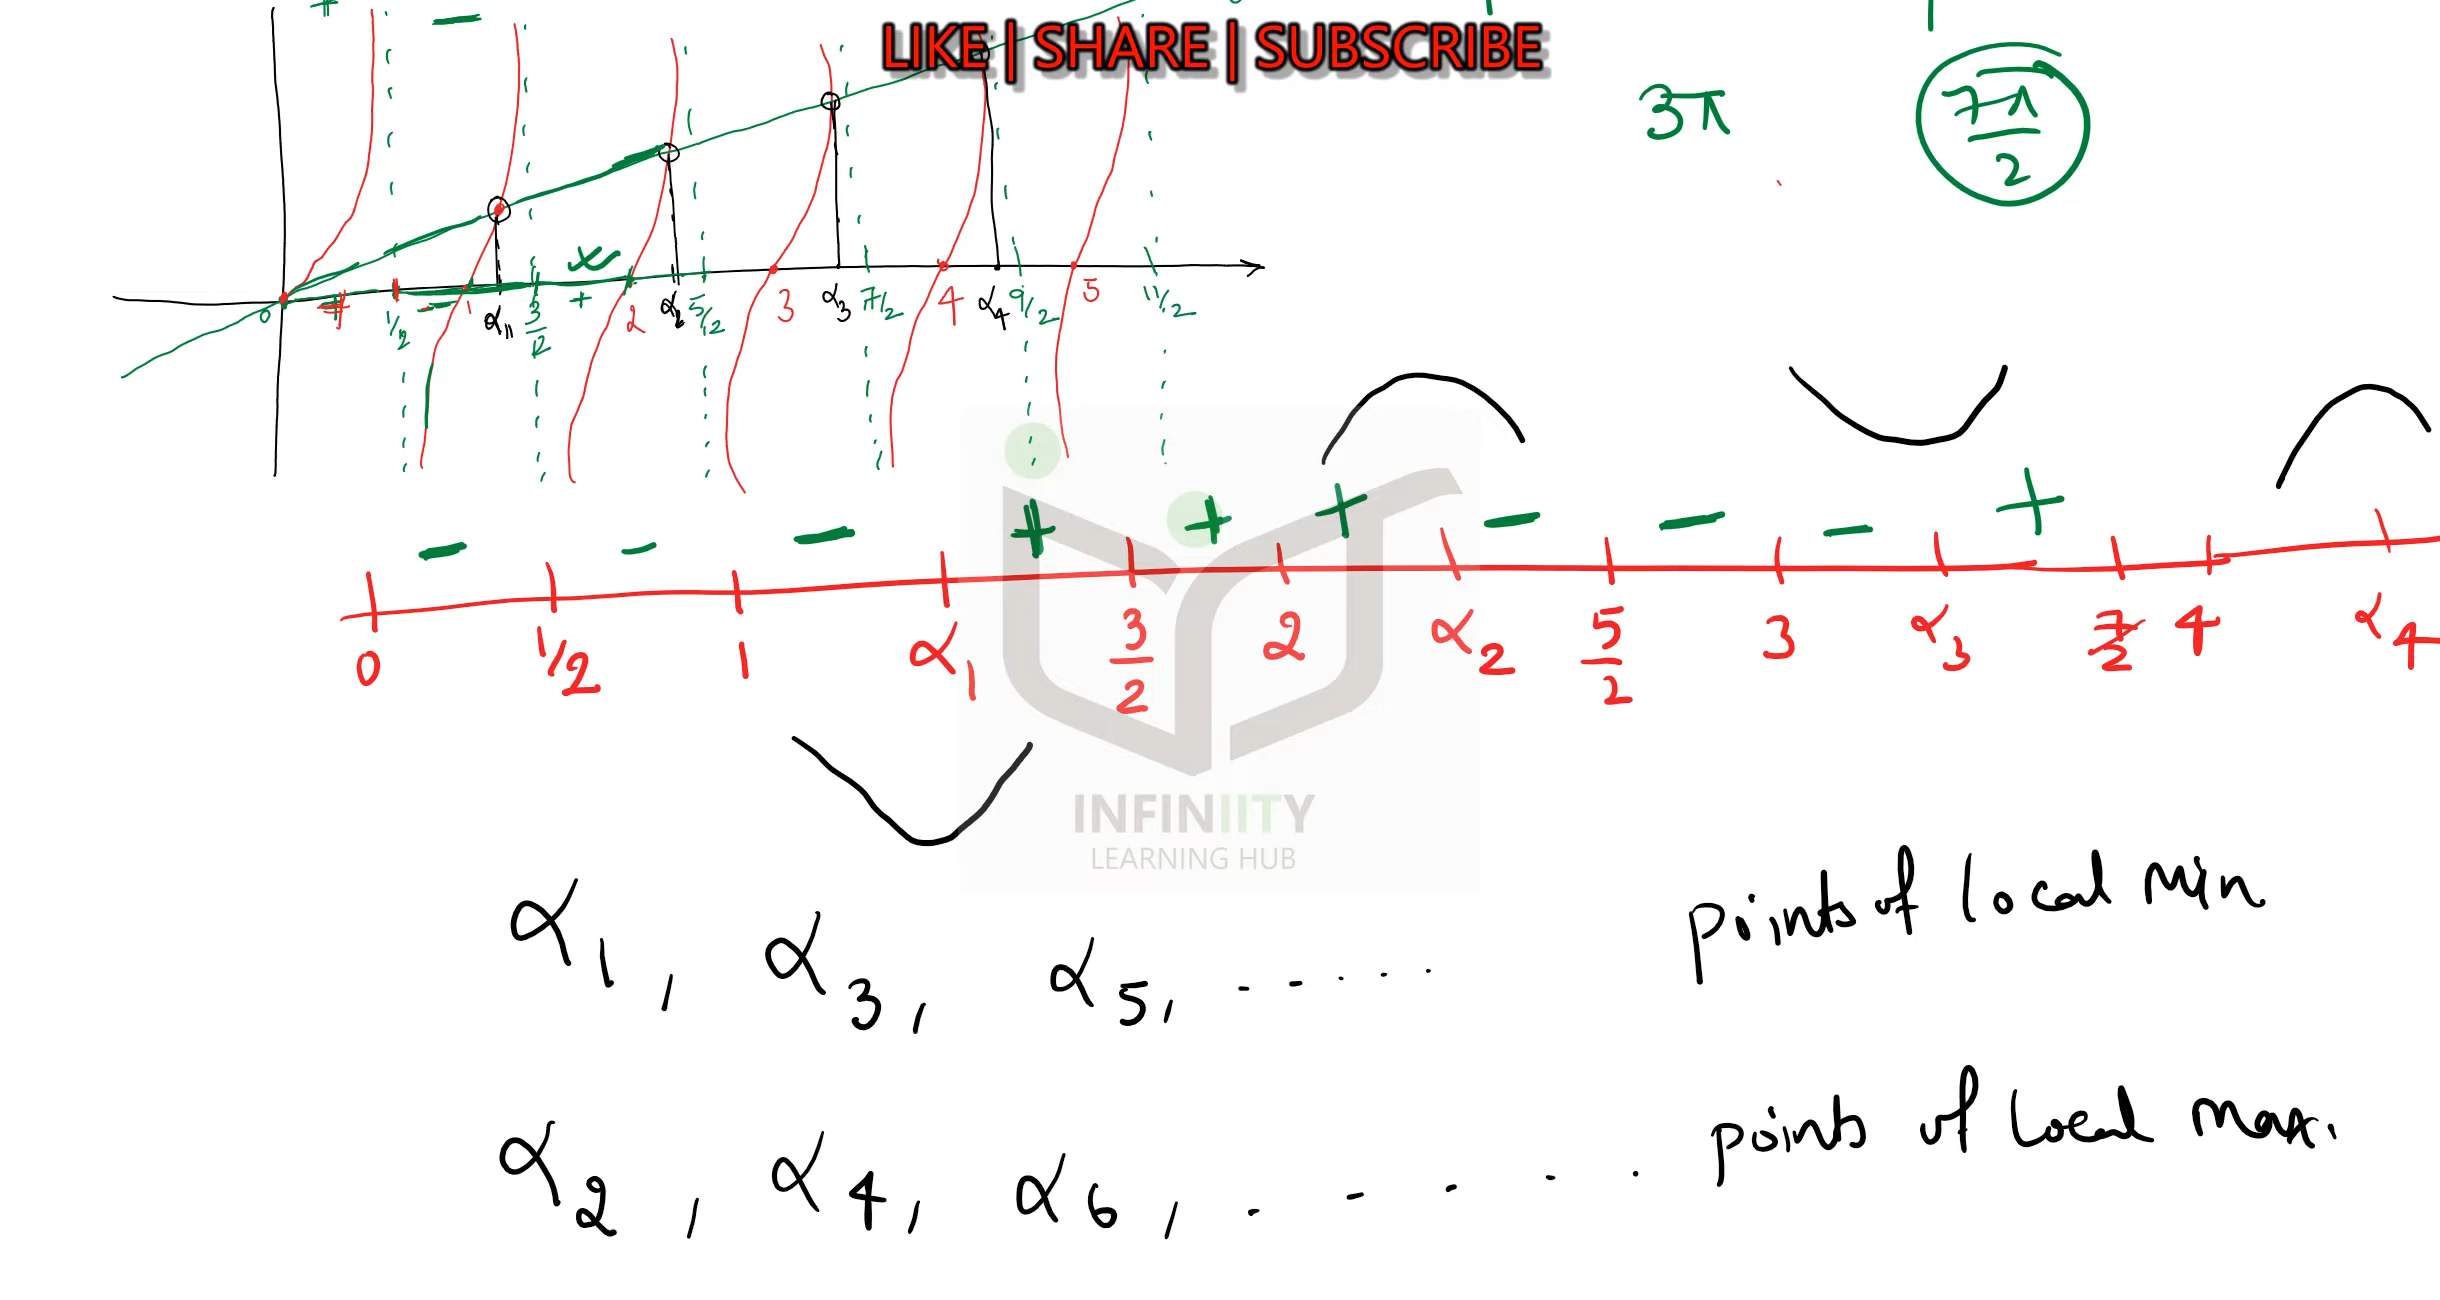 LIKE | SHARE | SUBSCRIBE
3π
7π/2
0 1/2 1 α1 3/2 2 α2 5/2 3 α3 7/2 4 α4 9/2 5 11/2
+ - +
- - - + + + - - - +
0 1/2 1 α1 3/2 2 α2 5/2 3 α3 7/2 4 α4
INFINIITY
LEARNING HUB
α1, α3, α5, ..... points of local min
α2, α4, α6, ..... points of local max.